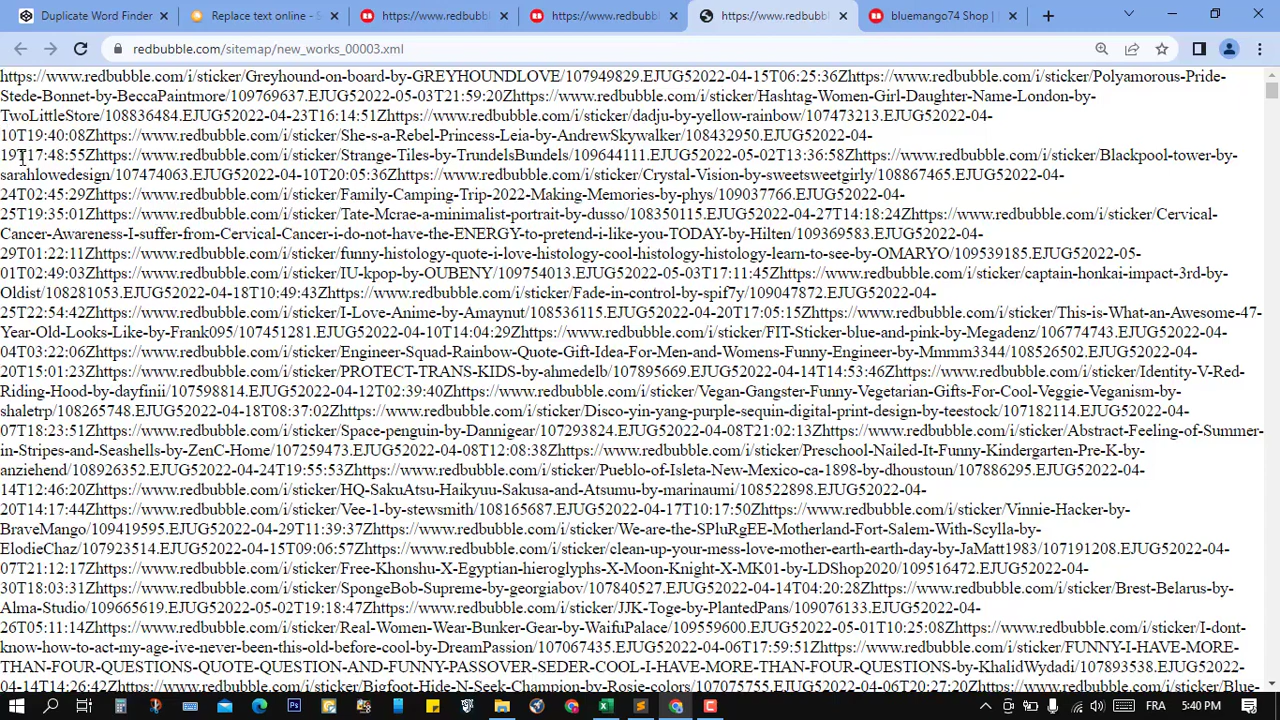 Duplicate Word Finder
Replace text online - S
https://www.redbubble.com
https://www.redbubble
https://www.redbubble.c
bluemango74 Shop |
redbubble.com/sitemap/new_works_00003.xml
https://www.redbubble.com/i/sticker/Greyhound-on-board-by-GREYHOUNDLOVE/107949829.EJUG52022-04-15T06:25:36Zhttps://www.redbubble.com/i/sticker/Polyamorous-Pride-
Stede-Bonnet-by-BeccaPaintmore/109769637.EJUG52022-05-03T21:59:20Zhttps://www.redbubble.com/i/sticker/Hashtag-Women-Girl-Daughter-Name-London-by-
TwoLittleStore/108836484.EJUG52022-04-23T16:14:51Zhttps://www.redbubble.com/i/sticker/dadju-by-yellow-rainbow/107473213.EJUG52022-04-
10T19:40:08Zhttps://www.redbubble.com/i/sticker/She-s-a-Rebel-Princess-Leia-by-AndrewSkywalker/108432950.EJUG52022-04-
19T17:48:55Zhttps://www.redbubble.com/i/sticker/Strange-Tiles-by-TrundelsBundels/109644111.EJUG52022-05-02T13:36:58Zhttps://www.redbubble.com/i/sticker/Blackpool-tower-by-
sarahlowedesign/107474063.EJUG52022-04-10T20:05:36Zhttps://www.redbubble.com/i/sticker/Crystal-Vision-by-sweetsweetgirly/108867465.EJUG52022-04-
24T02:45:29Zhttps://www.redbubble.com/i/sticker/Family-Camping-Trip-2022-Making-Memories-by-phys/109037766.EJUG52022-04-
25T19:35:01Zhttps://www.redbubble.com/i/sticker/Tate-Mcrae-a-minimalist-portrait-by-dusso/108350115.EJUG52022-04-27T14:18:24Zhttps://www.redbubble.com/i/sticker/Cervical-
Cancer-Awareness-I-suffer-from-Cervical-Cancer-i-do-not-have-the-ENERGY-to-pretend-i-like-you-TODAY-by-Hilten/109369583.EJUG52022-04-
29T01:22:11Zhttps://www.redbubble.com/i/sticker/funny-histology-quote-i-love-histology-cool-histology-histology-learn-to-see-by-OMARYO/109539185.EJUG52022-05-
01T02:49:03Zhttps://www.redbubble.com/i/sticker/IU-kpop-by-OUBENY/109754013.EJUG52022-05-03T17:11:45Zhttps://www.redbubble.com/i/sticker/captain-honkai-impact-3rd-by-
Oldist/108281053.EJUG52022-04-18T10:49:43Zhttps://www.redbubble.com/i/sticker/Fade-in-control-by-spif7y/109047872.EJUG52022-04-
25T22:54:42Zhttps://www.redbubble.com/i/sticker/I-Love-Anime-by-Amaynut/108536115.EJUG52022-04-20T17:05:15Zhttps://www.redbubble.com/i/sticker/This-is-What-an-Awesome-47-
Year-Old-Looks-Like-by-Frank095/107451281.EJUG52022-04-10T14:04:29Zhttps://www.redbubble.com/i/sticker/FIT-Sticker-blue-and-pink-by-Megadenz/106774743.EJUG52022-04-
04T03:22:06Zhttps://www.redbubble.com/i/sticker/Engineer-Squad-Rainbow-Quote-Gift-Idea-For-Men-and-Womens-Funny-Engineer-by-Mmmm3344/108526502.EJUG52022-04-
20T15:01:23Zhttps://www.redbubble.com/i/sticker/PROTECT-TRANS-KIDS-by-ahmedelb/107895669.EJUG52022-04-14T14:53:46Zhttps://www.redbubble.com/i/sticker/Identity-V-Red-
Riding-Hood-by-dayfinii/107598814.EJUG52022-04-12T02:39:40Zhttps://www.redbubble.com/i/sticker/Vegan-Gangster-Funny-Vegetarian-Gifts-For-Cool-Veggie-Veganism-by-
shaletrp/108265748.EJUG52022-04-18T08:37:02Zhttps://www.redbubble.com/i/sticker/Disco-yin-yang-purple-sequin-digital-print-design-by-teestock/107182114.EJUG52022-04-
07T18:23:51Zhttps://www.redbubble.com/i/sticker/Space-penguin-by-Dannigear/107293824.EJUG52022-04-08T21:02:13Zhttps://www.redbubble.com/i/sticker/Abstract-Feeling-of-Summer-
in-Stripes-and-Seashells-by-ZenC-Home/107259473.EJUG52022-04-08T12:08:38Zhttps://www.redbubble.com/i/sticker/Preschool-Nailed-It-Funny-Kindergarten-Pre-K-by-
anziehend/108926352.EJUG52022-04-24T19:55:53Zhttps://www.redbubble.com/i/sticker/Pueblo-of-Isleta-New-Mexico-ca-1898-by-dhoustoun/107886295.EJUG52022-04-
14T12:46:20Zhttps://www.redbubble.com/i/sticker/HQ-SakuAtsu-Haikyuu-Sakusa-and-Atsumu-by-marinaumi/108522898.EJUG52022-04-
20T14:17:44Zhttps://www.redbubble.com/i/sticker/Vee-1-by-stewsmith/108165687.EJUG52022-04-17T10:17:50Zhttps://www.redbubble.com/i/sticker/Vinnie-Hacker-by-
BraveMango/109419595.EJUG52022-04-29T11:39:37Zhttps://www.redbubble.com/i/sticker/We-are-the-SPluRgEE-Motherland-Fort-Salem-With-Scylla-by-
ElodieChaz/107923514.EJUG52022-04-15T09:06:57Zhttps://www.redbubble.com/i/sticker/clean-up-your-mess-love-mother-earth-earth-day-by-JaMatt1983/107191208.EJUG52022-04-
07T21:12:17Zhttps://www.redbubble.com/i/sticker/Free-Khonshu-X-Egyptian-hieroglyphs-X-Moon-Knight-X-MK01-by-LDShop2020/109516472.EJUG52022-04-
30T18:03:31Zhttps://www.redbubble.com/i/sticker/SpongeBob-Supreme-by-georgiabov/107840527.EJUG52022-04-14T04:20:28Zhttps://www.redbubble.com/i/sticker/Brest-Belarus-by-
Alma-Studio/109665619.EJUG52022-05-02T19:18:47Zhttps://www.redbubble.com/i/sticker/JJK-Toge-by-PlantedPans/109076133.EJUG52022-04-
26T05:11:14Zhttps://www.redbubble.com/i/sticker/Real-Women-Wear-Bunker-Gear-by-WaifuPalace/109559600.EJUG52022-05-01T10:25:08Zhttps://www.redbubble.com/i/sticker/I-dont-
know-how-to-act-my-age-ive-never-been-this-old-before-cool-by-DreamPassion/107067435.EJUG52022-04-06T17:59:51Zhttps://www.redbubble.com/i/sticker/FUNNY-I-HAVE-MORE-
THAN-FOUR-QUESTIONS-QUOTE-QUESTION-AND-FUNNY-PASSOVER-SEDER-COOL-I-HAVE-MORE-THAN-FOUR-QUESTIONS-by-KhalidWydadi/107893538.EJUG52022-
04-14T14:26:42Zhttps://www.redbubble.com/i/sticker/Bigfoot-Hide-N-Seek-Champion-by-Rosie-colors/107075755.EJUG52022-04-06T20:27:20Zhttps://www.redbubble.com/i/sticker/Blue-
FRA
5:40 PM